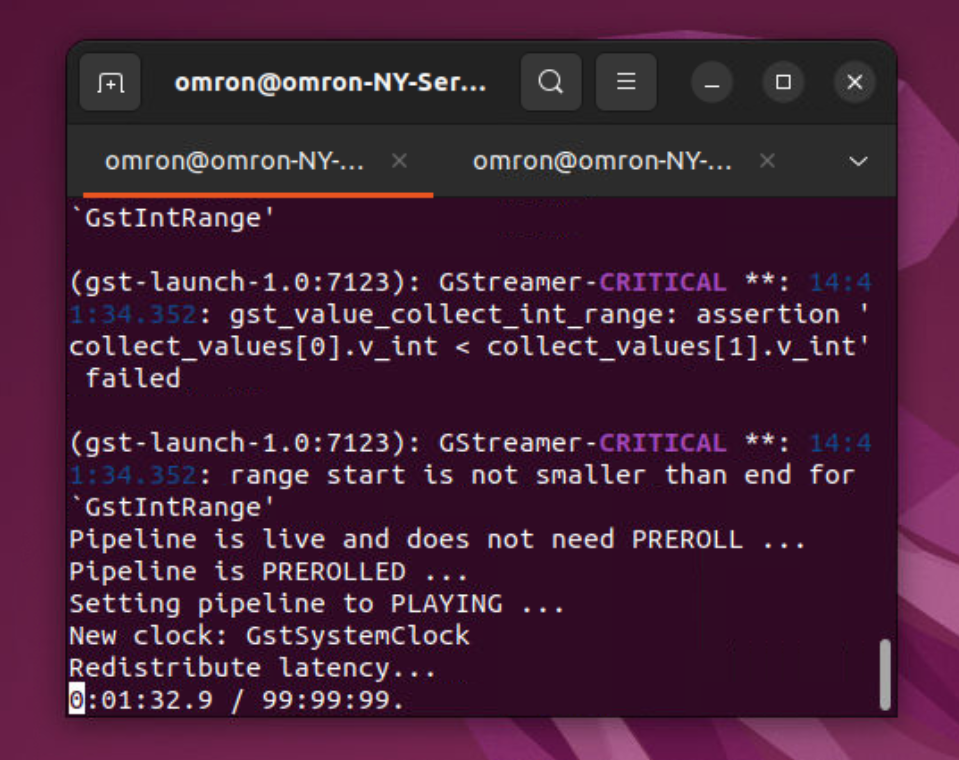 omron@omron-NY-Ser...
omron@omron-NY-...
omron@omron-NY-...
`GstIntRange'
(gst-launch-1.0:7123): GStreamer-CRITICAL **: 14:4
1:34.352: gst_value_collect_int_range: assertion '
collect_values[0].v_int < collect_values[1].v_int'
 failed
(gst-launch-1.0:7123): GStreamer-CRITICAL **: 14:4
1:34.352: range start is not smaller than end for
`GstIntRange'
Pipeline is live and does not need PREROLL ...
Pipeline is PREROLLED ...
Setting pipeline to PLAYING ...
New clock: GstSystemClock
Redistribute latency...
0:01:32.9 / 99:99:99.